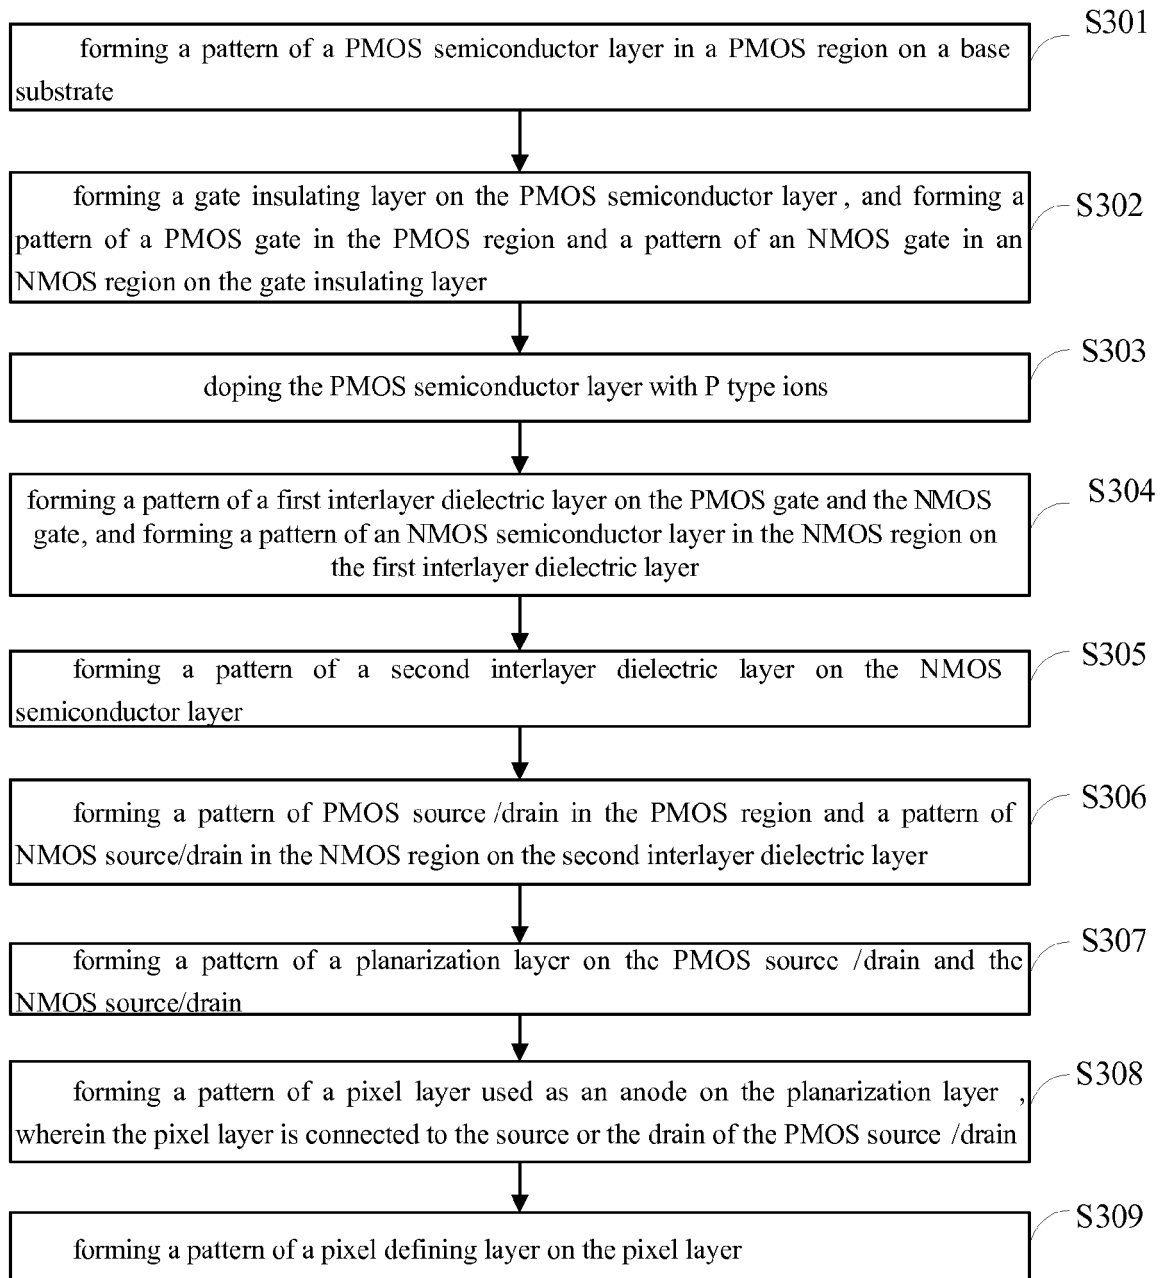 S301
forming a pattern of a PMOS semiconductor layer in a PMOS region on a base
substrate
forming a gate insulating layer on the PMOS semiconductor layer, and forming a
pattern of a PMOS gate in the PMOS region and a pattern of an NMOS gate in an
NMOS region on the gate insulating layer
S302
S303
doping the PMOS semiconductor layer with P type ions
S304
forming a pattern of a first interlayer dielectric layer on the PMOS gate and the NMOS
gate, and forming a pattern of an NMOS semiconductor layer in the NMOS region on
the first interlayer dielectric layer
S305
forming a pattern of a second interlayer dielectric layer on the NMOS
semiconductor layer
S306
forming a pattern of PMOS source /drain in the PMOS region and a pattern of
NMOS source/drain in the NMOS region on the second interlayer dielectric layer
S307
forming a pattern of a planarization layer on the PMOS source /drain and the
NMOS source/drain
S308
forming a pattern of a pixel layer used as an anode on the planarization layer ,
wherein the pixel layer is connected to the source or the drain of the PMOS source /drain
S309
forming a pattern of a pixel defining layer on the pixel layer